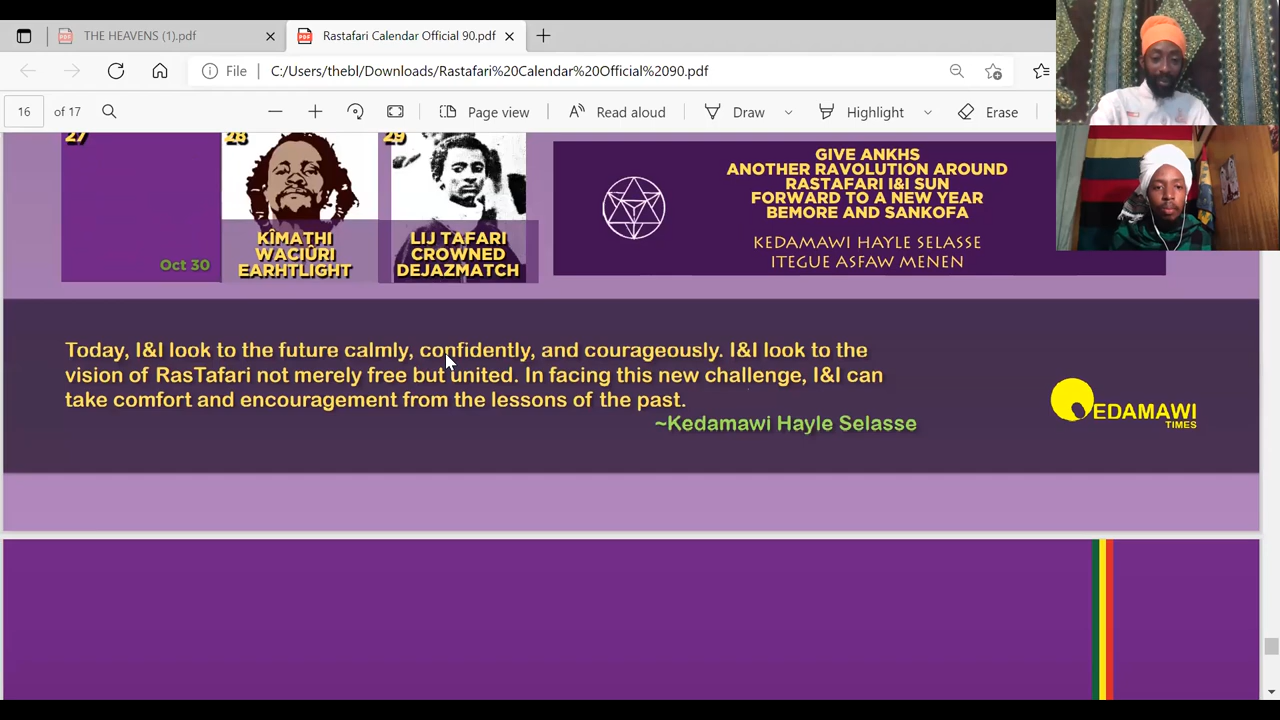 THE HEAVENS (1).pdf
Rastafari Calendar Official 90.pdf
File
C:/Users/thebl/Downloads/Rastafari%20Calendar%20Official%2090.pdf
16 of 17
Page view
Read aloud
Draw
Highlight
Erase
27
28
29
Oct 30
KÎMATHI
WACIÛRI
EARHTLIGHT
LIJ TAFARI
CROWNED
DEJAZMATCH
GIVE ANKHS
ANOTHER RAVOLUTION AROUND
RASTAFARI I&I SUN
FORWARD TO A NEW YEAR
BEMORE AND SANKOFA
KEDAMAWI HAYLE SELASSE
ITEGUE ASFAW MENEN
Today, I&I look to the future calmly, confidently, and courageously. I&I look to the
vision of RasTafari not merely free but united. In facing this new challenge, I&I can
take comfort and encouragement from the lessons of the past.
~Kedamawi Hayle Selasse
EDAMAWI
TIMES